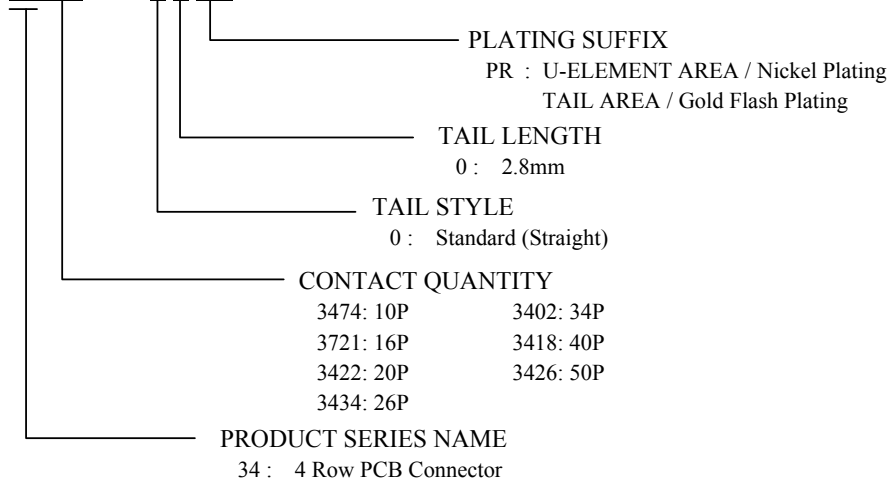 PLATING SUFFIX
PR : U-ELEMENT AREA / Nickel Plating
TAIL AREA / Gold Flash Plating
TAIL LENGTH
0 : 2.8mm
TAIL STYLE
0 : Standard (Straight)
CONTACT QUANTITY
3474: 10P 3402: 34P
3721: 16P 3418: 40P
3422: 20P 3426: 50P
3434: 26P
PRODUCT SERIES NAME
34 : 4 Row PCB Connector